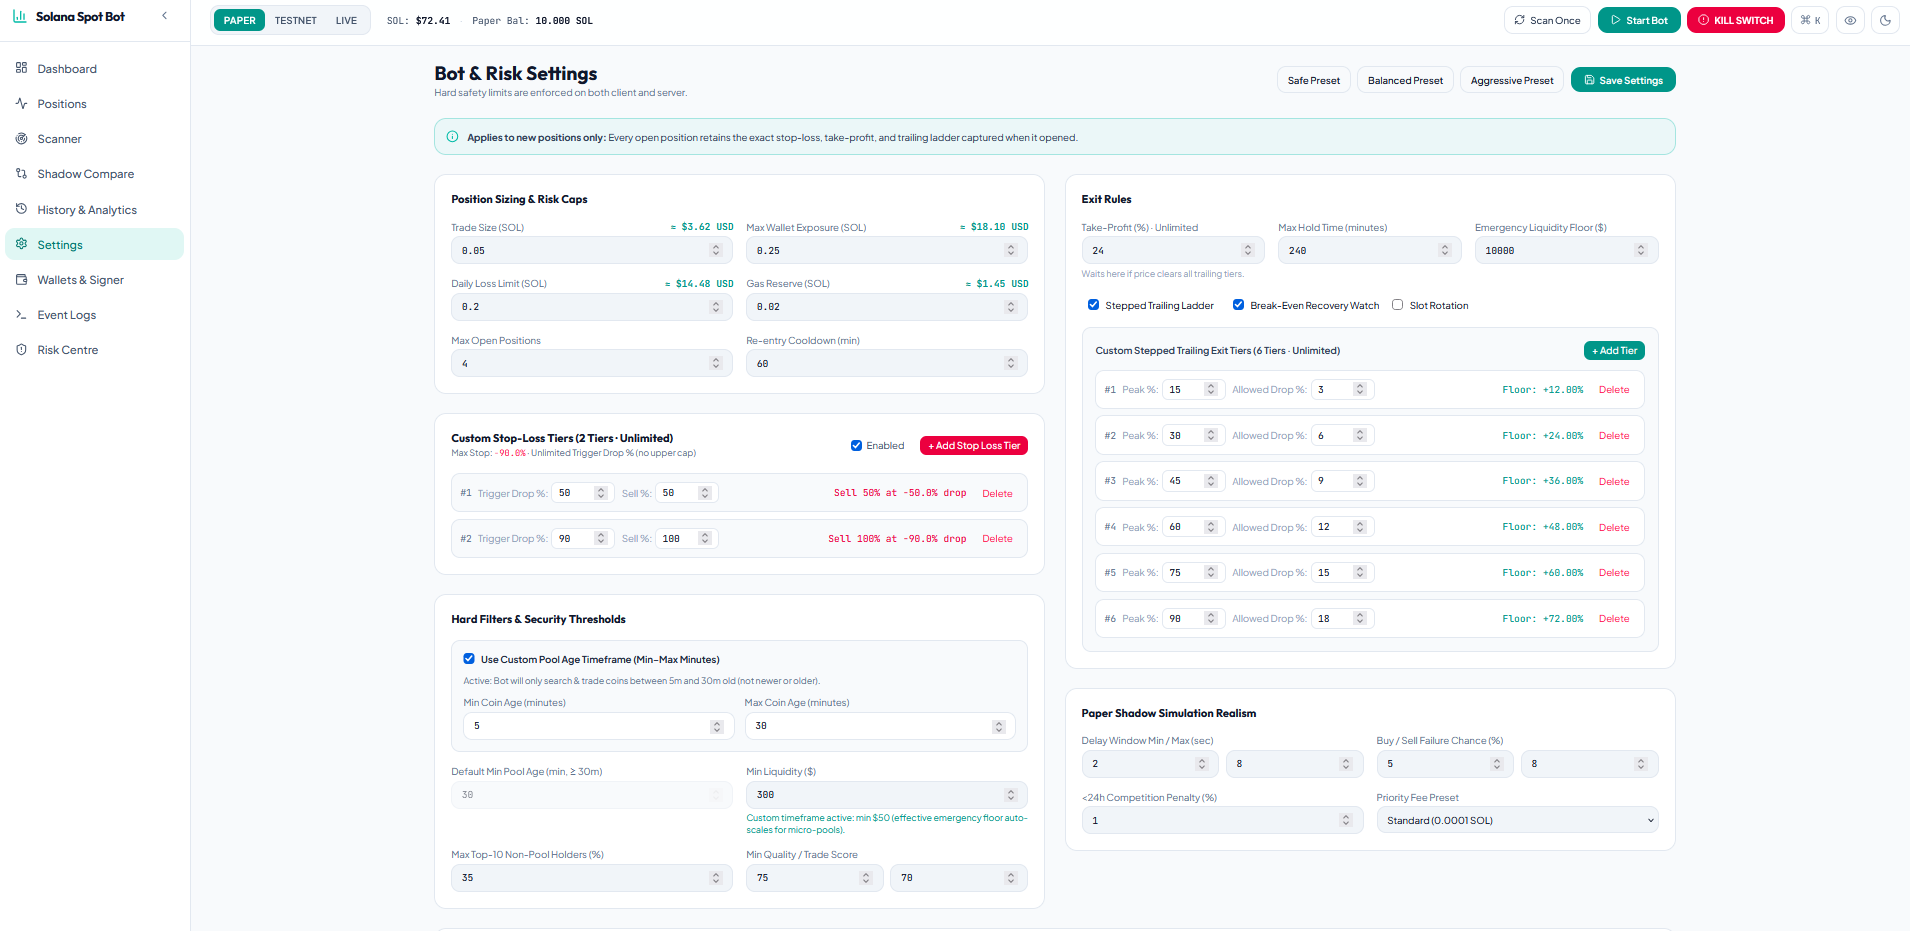 Solana Spot Bot
PAPER TESTNET LIVE SOL: $72.41 · Paper Bal: 10.000 SOL
Scan Once Start Bot KILL SWITCH ⌘ K
Dashboard
Positions
Scanner
Shadow Compare
History & Analytics
Settings
Wallets & Signer
Event Logs
Risk Centre
Bot & Risk Settings
Hard safety limits are enforced on both client and server.
Safe Preset Balanced Preset Aggressive Preset Save Settings
Applies to new positions only: Every open position retains the exact stop-loss, take-profit, and trailing ladder captured when it opened.
Position Sizing & Risk Caps
Trade Size (SOL) ≈ $3.62 USD Max Wallet Exposure (SOL) ≈ $18.10 USD
0.05 0.25
Daily Loss Limit (SOL) ≈ $14.48 USD Gas Reserve (SOL) ≈ $1.45 USD
0.2 0.02
Max Open Positions Re-entry Cooldown (min)
4 60
Custom Stop-Loss Tiers (2 Tiers · Unlimited)
Max Stop: -90.0% · Unlimited Trigger Drop % (no upper cap)
Enabled + Add Stop Loss Tier
#1 Trigger Drop %: 50 Sell %: 50 Sell 50% at -50.0% drop Delete
#2 Trigger Drop %: 90 Sell %: 100 Sell 100% at -90.0% drop Delete
Hard Filters & Security Thresholds
Use Custom Pool Age Timeframe (Min–Max Minutes)
Active: Bot will only search & trade coins between 5m and 30m old (not newer or older).
Min Coin Age (minutes) Max Coin Age (minutes)
5 30
Default Min Pool Age (min, ≥ 30m) Min Liquidity ($)
30 300
Custom timeframe active: min $50 (effective emergency floor auto-
scales for micro-pools).
Max Top-10 Non-Pool Holders (%) Min Quality / Trade Score
35 75 70
Exit Rules
Take-Profit (%) · Unlimited Max Hold Time (minutes) Emergency Liquidity Floor ($)
24 240 10000
Waits here if price clears all trailing tiers.
Stepped Trailing Ladder Break-Even Recovery Watch Slot Rotation
Custom Stepped Trailing Exit Tiers (6 Tiers · Unlimited) + Add Tier
#1 Peak %: 15 Allowed Drop %: 3 Floor: +12.00% Delete
#2 Peak %: 30 Allowed Drop %: 6 Floor: +24.00% Delete
#3 Peak %: 45 Allowed Drop %: 9 Floor: +36.00% Delete
#4 Peak %: 60 Allowed Drop %: 12 Floor: +48.00% Delete
#5 Peak %: 75 Allowed Drop %: 15 Floor: +60.00% Delete
#6 Peak %: 90 Allowed Drop %: 18 Floor: +72.00% Delete
Paper Shadow Simulation Realism
Delay Window Min / Max (sec) Buy / Sell Failure Chance (%)
2 8 5 8
<24h Competition Penalty (%) Priority Fee Preset
1 Standard (0.0001 SOL)